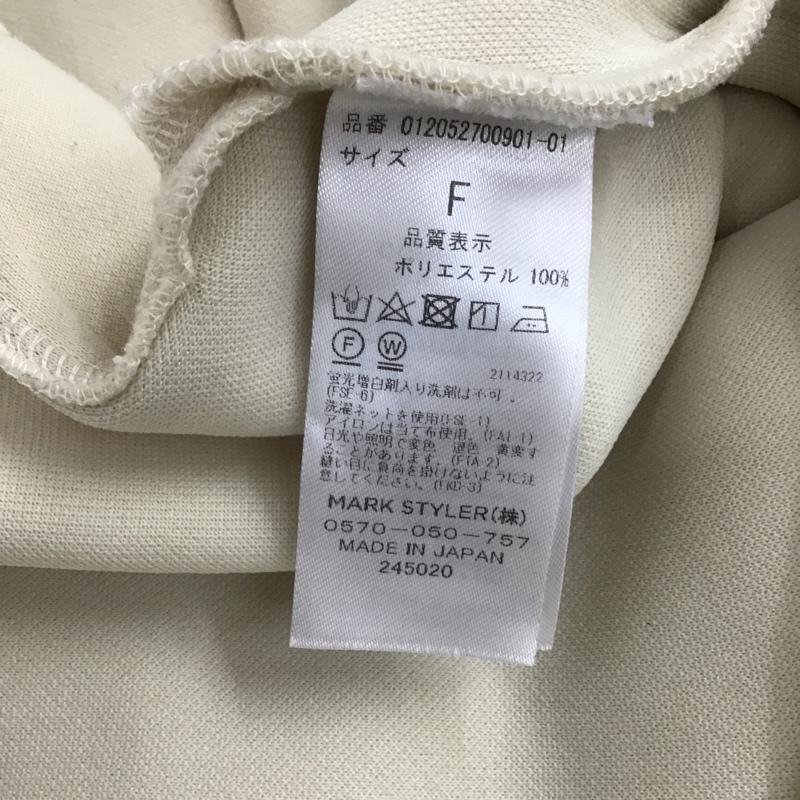 品番 012052700901-01
サイズ
F
品質表示
ポリエステル 100%
F W
2114322
蛍光増白剤入り洗剤は不可。
(FSE-6)
洗濯ネットを使用(FSE-1)
アイロンは当て布使用。(FAI-1)
日光や照明で変色 退色 黄変す
ることがあります。(FTA-2)
縫い目に負荷を掛けないように注
意してください。(FKD-3)
MARK STYLER(株)
0570-050-757
MADE IN JAPAN
245020